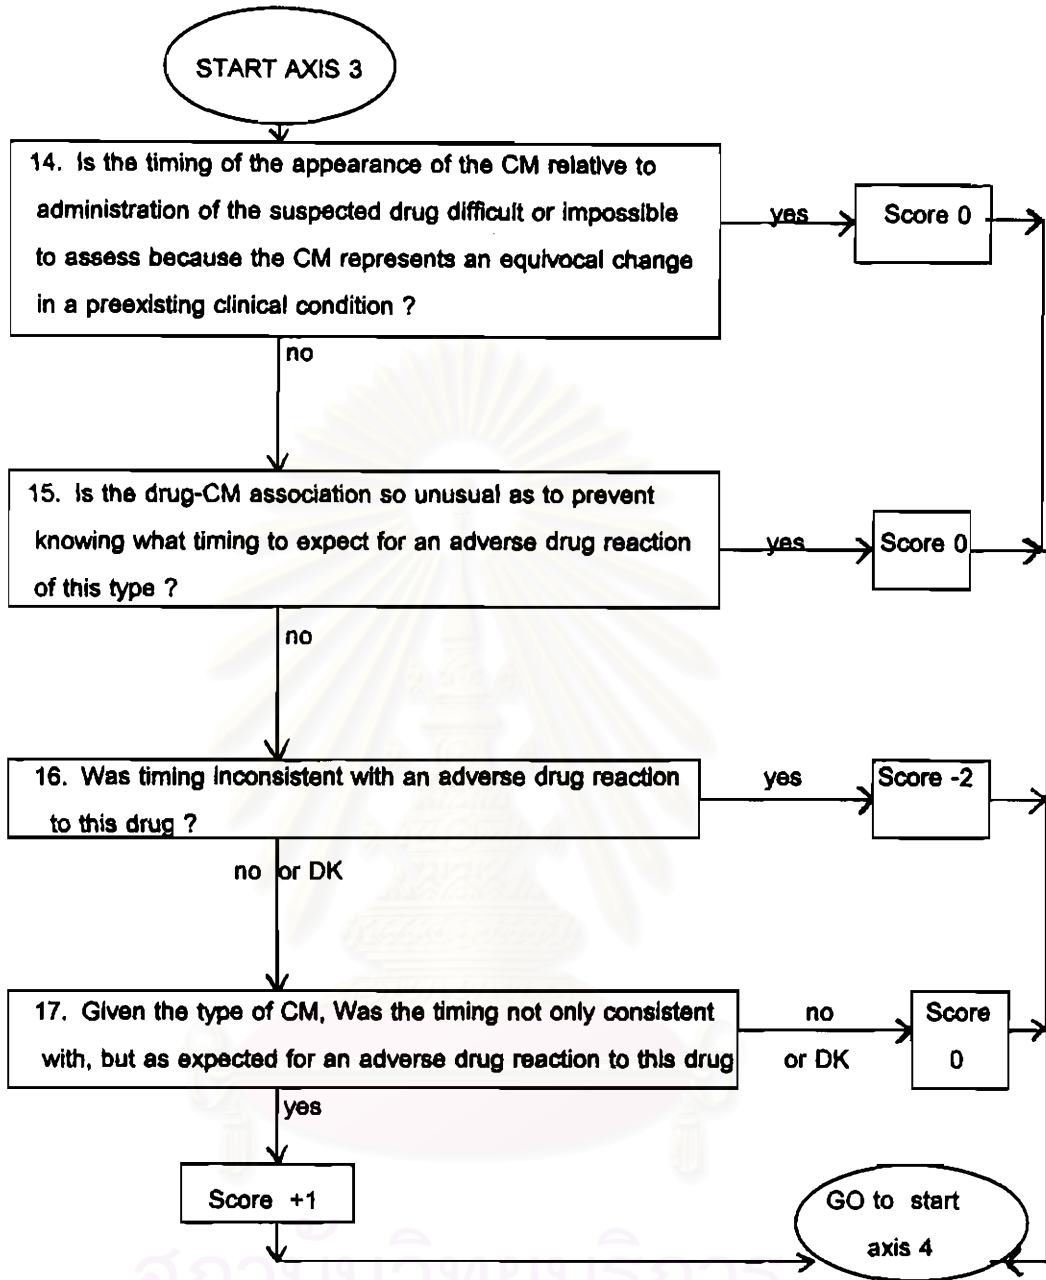 START AXIS 3
14. Is the timing of the appearance of the CM relative to
administration of the suspected drug difficult or impossible
to assess because the CM represents an equivocal change
in a preexisting clinical condition ?
yes
Score 0
no
15. Is the drug-CM association so unusual as to prevent
knowing what timing to expect for an adverse drug reaction
of this type ?
yes
Score 0
no
16. Was timing inconsistent with an adverse drug reaction
to this drug ?
yes
Score -2
no or DK
17. Given the type of CM, Was the timing not only consistent
with, but as expected for an adverse drug reaction to this drug
no
or DK
Score
0
yes
Score +1
GO to start
axis 4